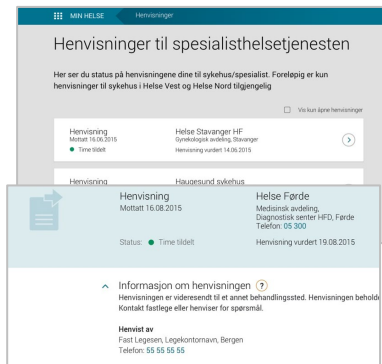 MIN HELSE Henvisninger
Henvisninger til spesialisthelsetjenesten
Her ser du status på henvisningene dine til sykehus/spesialist. Foreløpig er kun
henvisninger til sykehus i Helse Vest og Helse Nord tilgjengelig
Vis kun åpne henvisninger
Henvisning
Mottatt 16.06.2015
Time tildelt
Helse Stavanger HF
Gynekologisk avdeling, Stavanger
Henvisning vurdert 14.06.2015
Henvisning
Haugesund sykehus
Henvisning
Mottatt 16.08.2015
Status: Time tildelt
Helse Førde
Medisinsk avdeling,
Diagnostisk senter HFD, Førde
Telefon: 05 300
Henvisning vurdert 19.08.2015
Informasjon om henvisningen ?
Henvisningen er videresendt til et annet behandlingssted. Henvisningen
Kontakt fastlege eller henviser for spørsmål.
Henvist av
Fast Legesen, Legekontornavn, Bergen
Telefon: 55 55 55 55